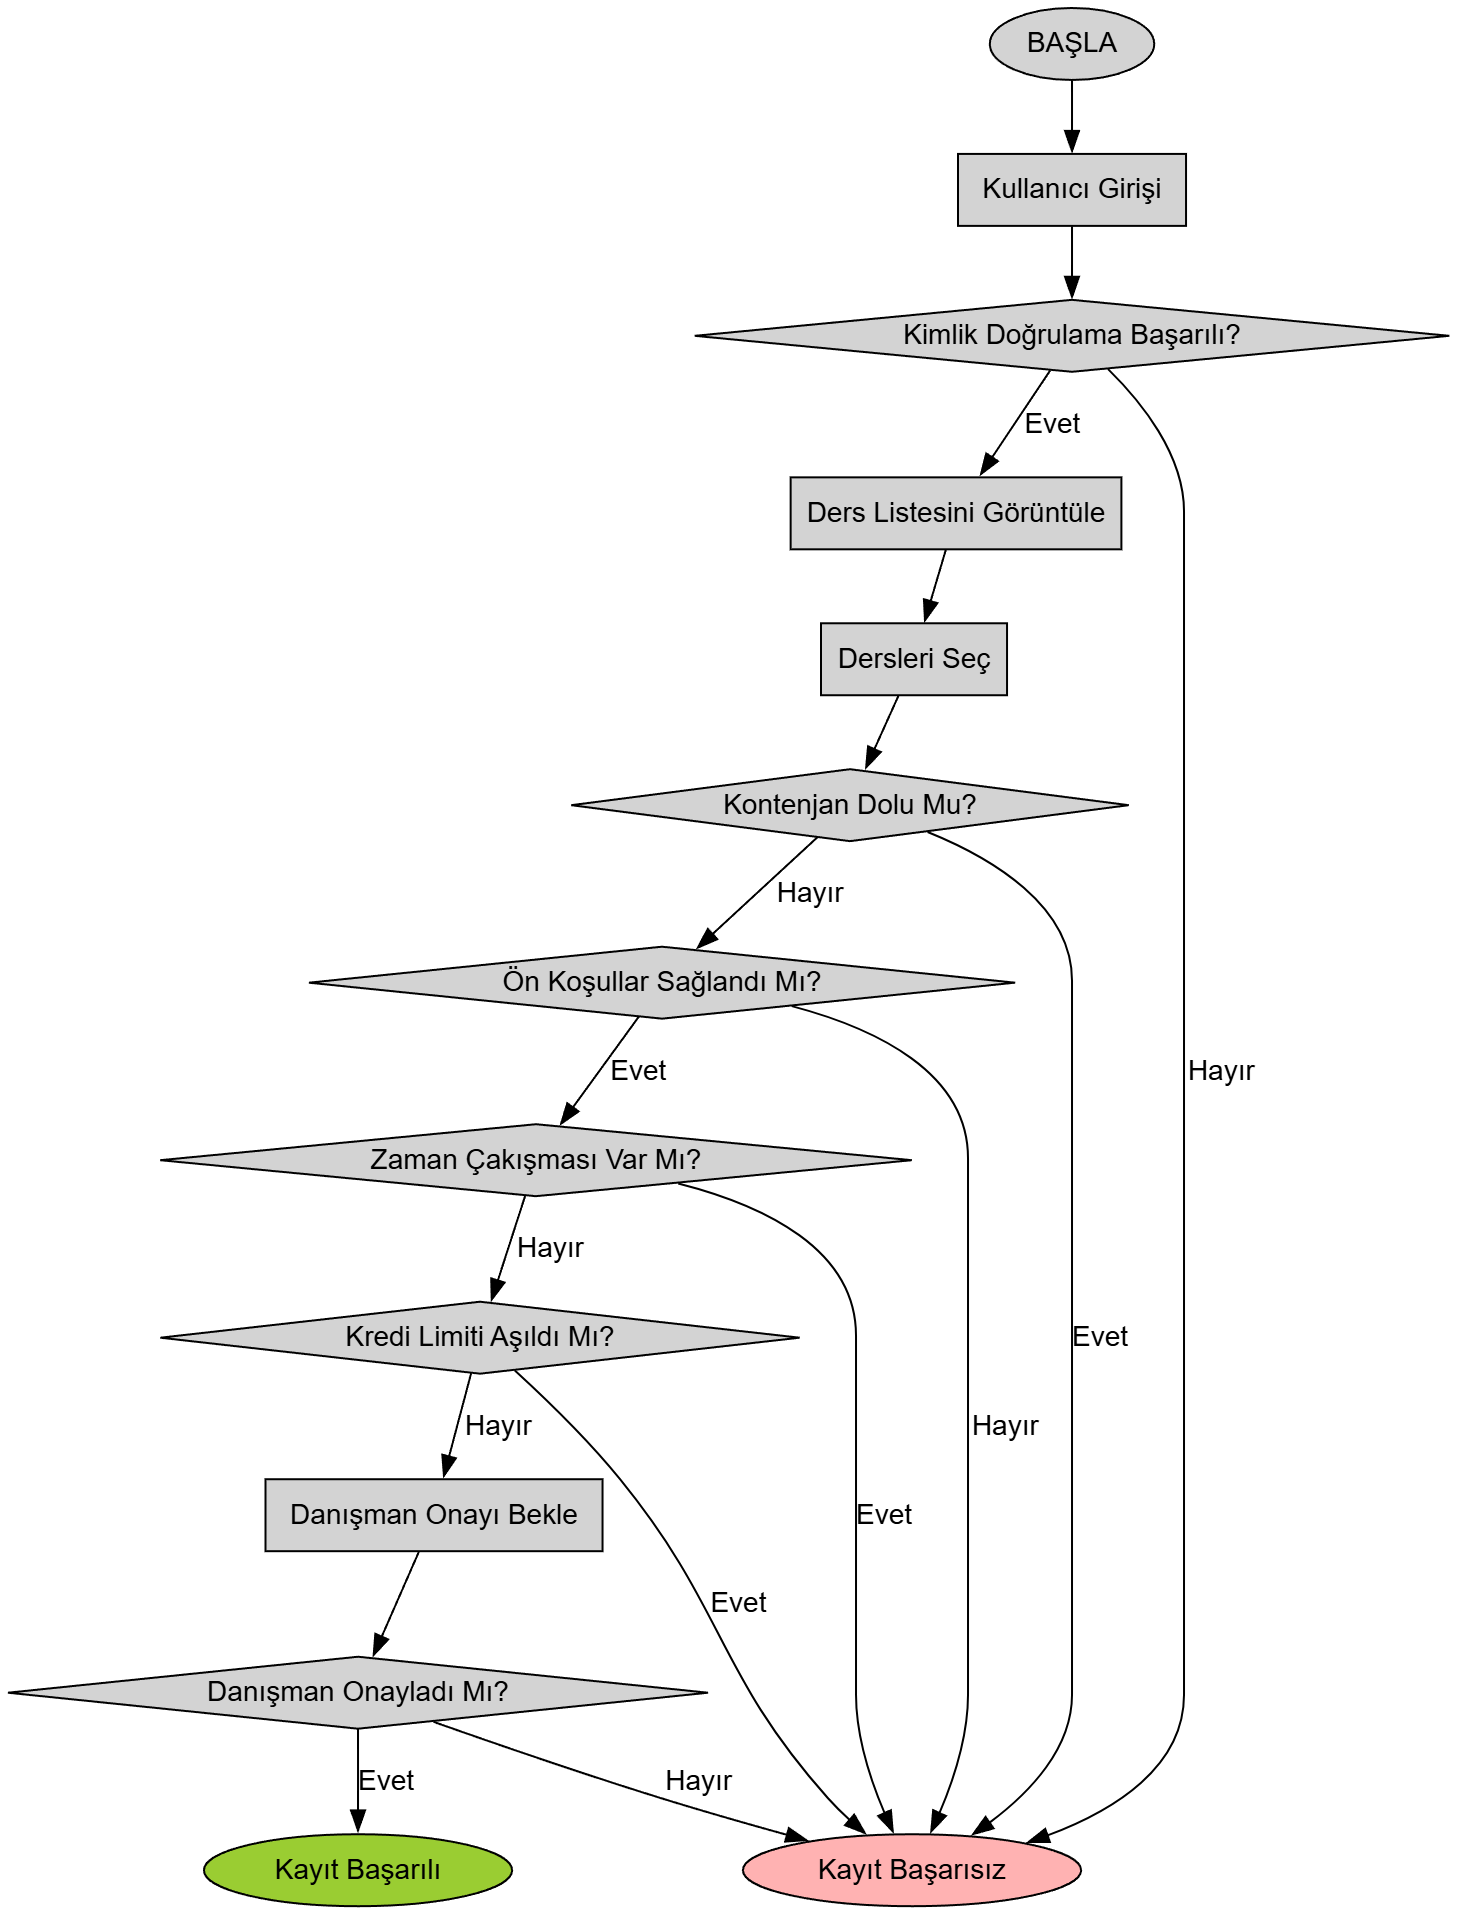 BAŞLA
Kullanıcı Girişi
Kimlik Doğrulama Başarılı?
Evet
Ders Listesini Görüntüle
Dersleri Seç
Kontenjan Dolu Mu?
Hayır
Ön Koşullar Sağlandı Mı?
Evet
Hayır
Zaman Çakışması Var Mı?
Hayır
Kredi Limiti Aşıldı Mı?
Evet
Hayır
Hayır
Danışman Onayı Bekle
Evet
Evet
Danışman Onayladı Mı?
Evet
Hayır
Kayıt Başarılı
Kayıt Başarısız